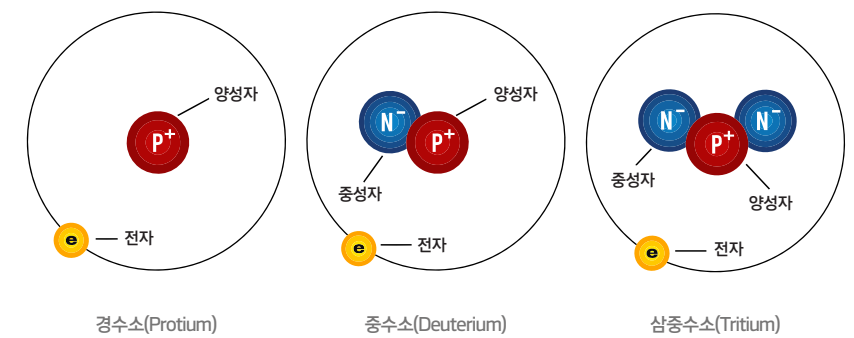 양성자
P+
e
전자
경수소(Protium)
양성자
N-
P+
중성자
e
전자
중수소(Deuterium)
N-
P+
N-
중성자
양성자
e
전자
삼중수소(Tritium)